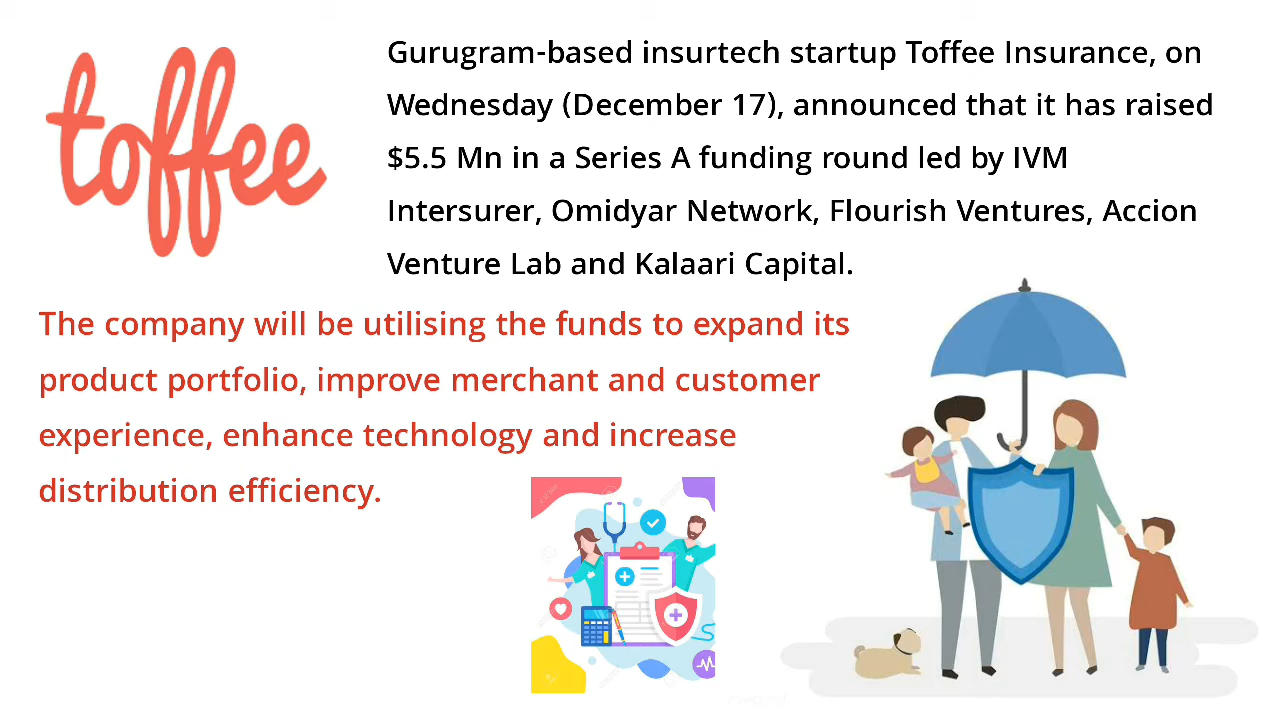 toffee
Gurugram-based insurtech startup Toffee Insurance, on
Wednesday (December 17), announced that it has raised
$5.5 Mn in a Series A funding round led by IVM
Intersurer, Omidyar Network, Flourish Ventures, Accion
Venture Lab and Kalaari Capital.
The company will be utilising the funds to expand its
product portfolio, improve merchant and customer
experience, enhance technology and increase
distribution efficiency.